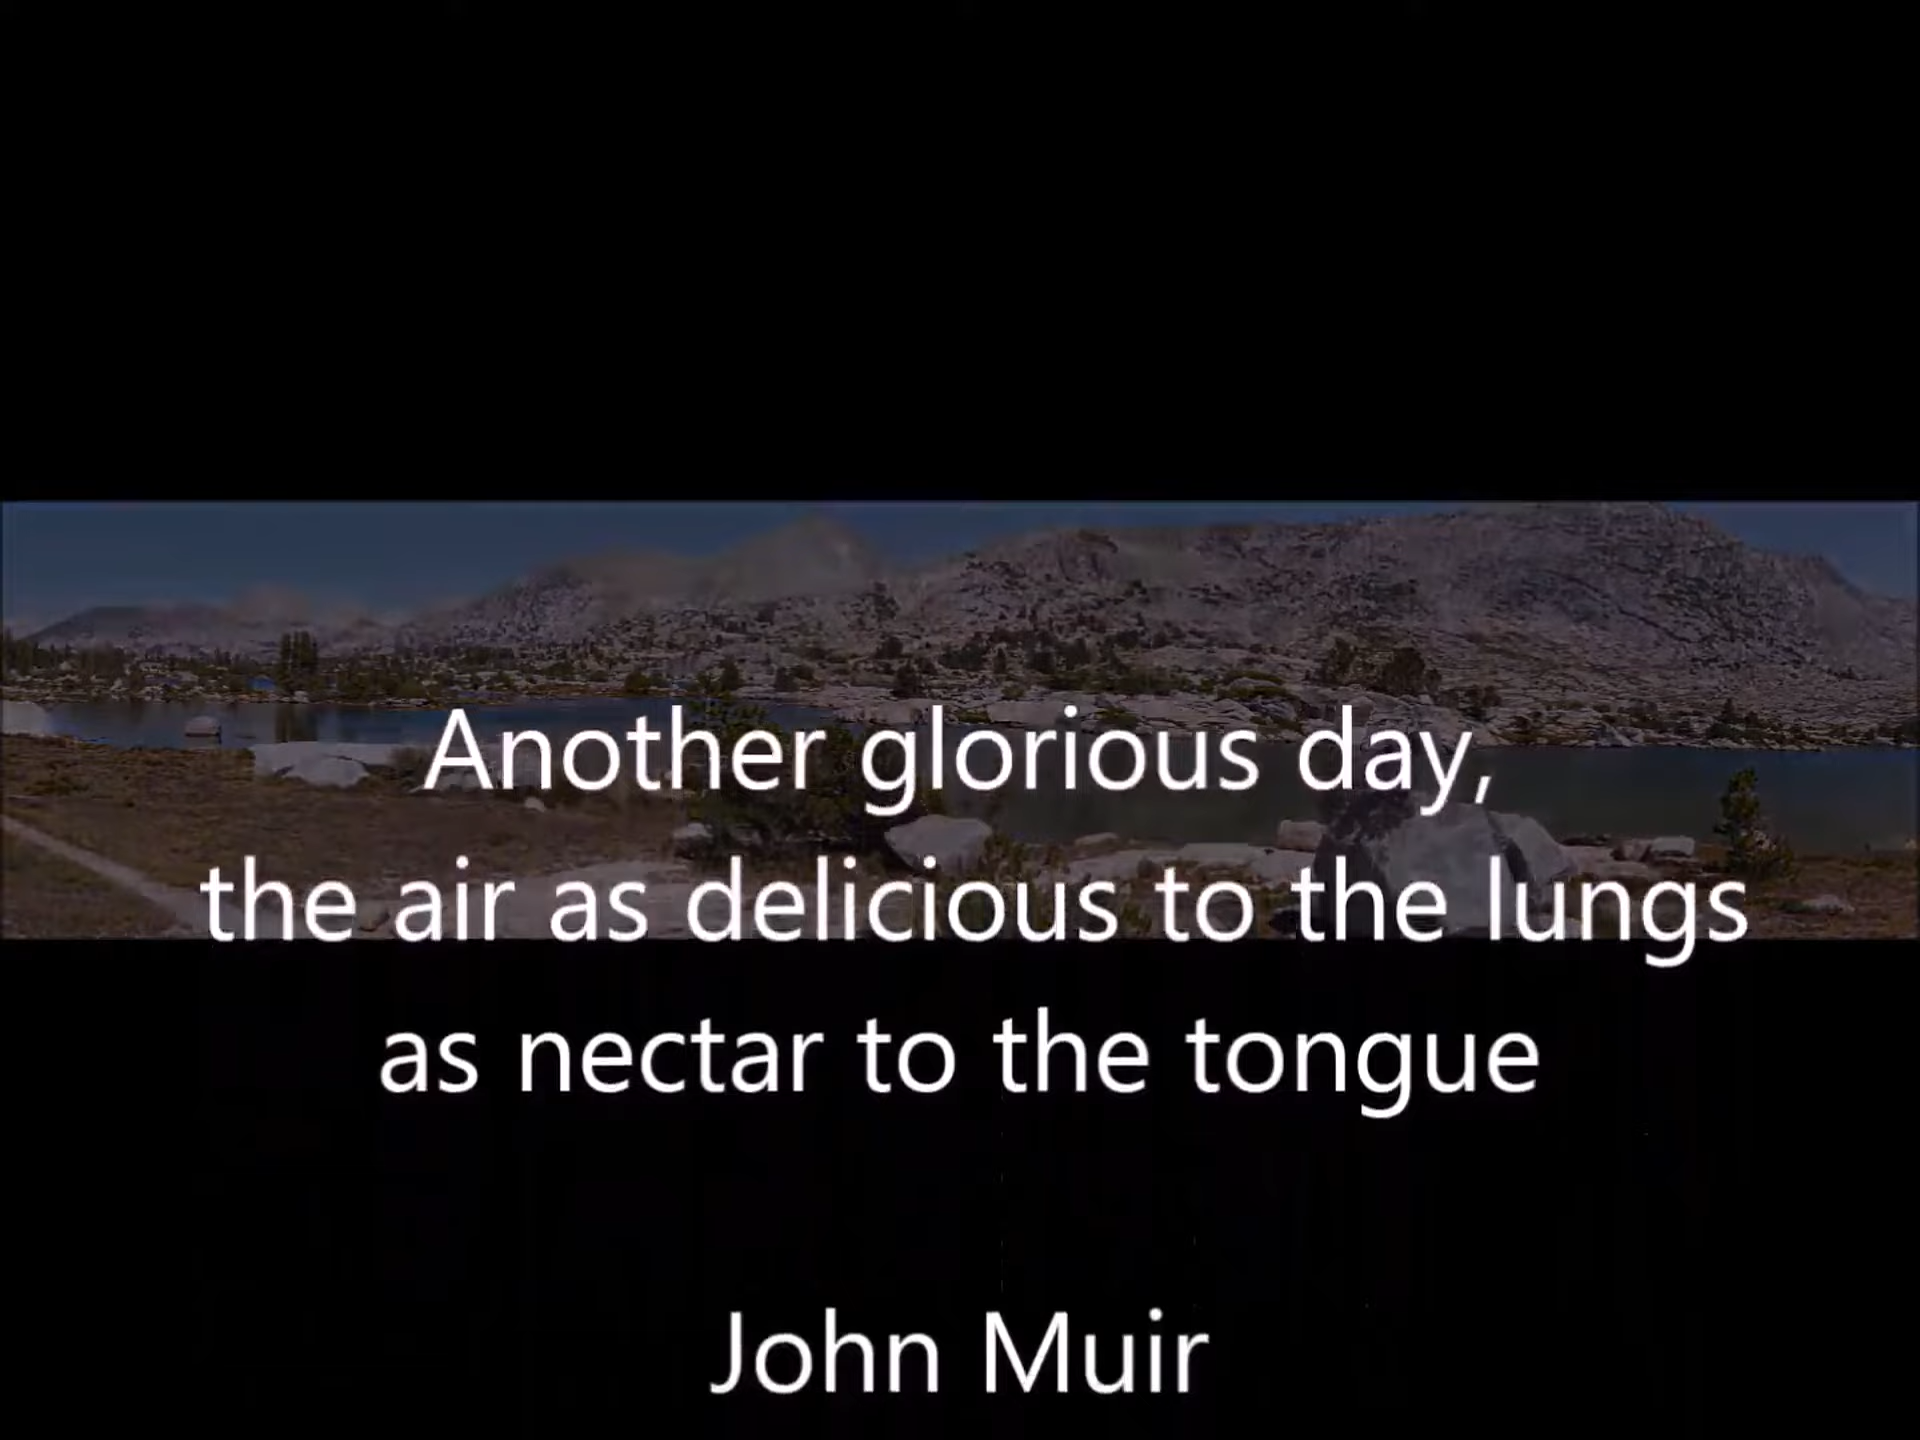 Another glorious day,
the air as delicious to the lungs
as nectar to the tongue
John Muir